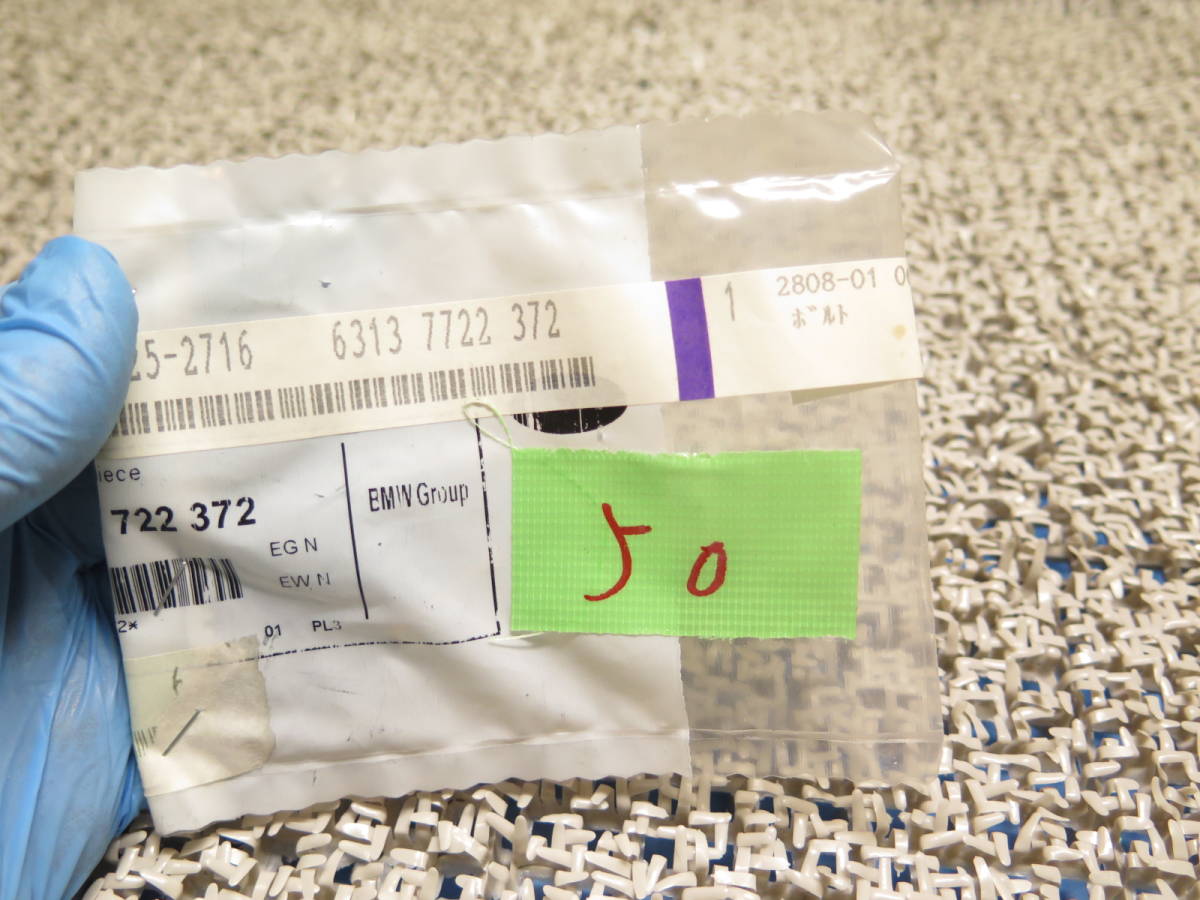 25-2716 6313 7722 372 1 2808-01
ボルト
iece
722 372
BMW Group
EG N
EW N
2* 01 PL3
50